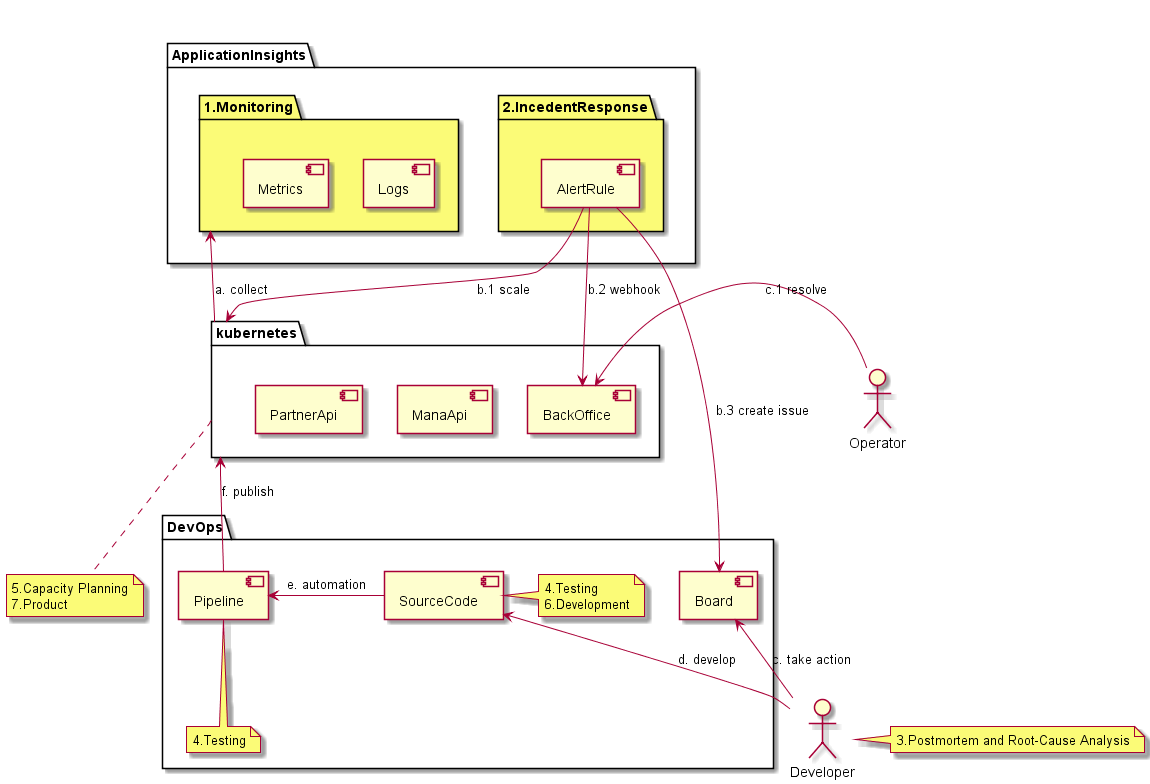 ApplicationInsights
1.Monitoring
2.IncedentResponse
Metrics
Logs
AlertRule
a. collect
b.1 scale
b.2 webhook
c.1 resolve
kubernetes
PartnerApi
ManaApi
BackOffice
b.3 create issue
Operator
f. publish
DevOps
5.Capacity Planning
7.Product
Pipeline
e. automation
SourceCode
4.Testing
6.Development
Board
d. develop
c. take action
4.Testing
3.Postmortem and Root-Cause Analysis
Developer